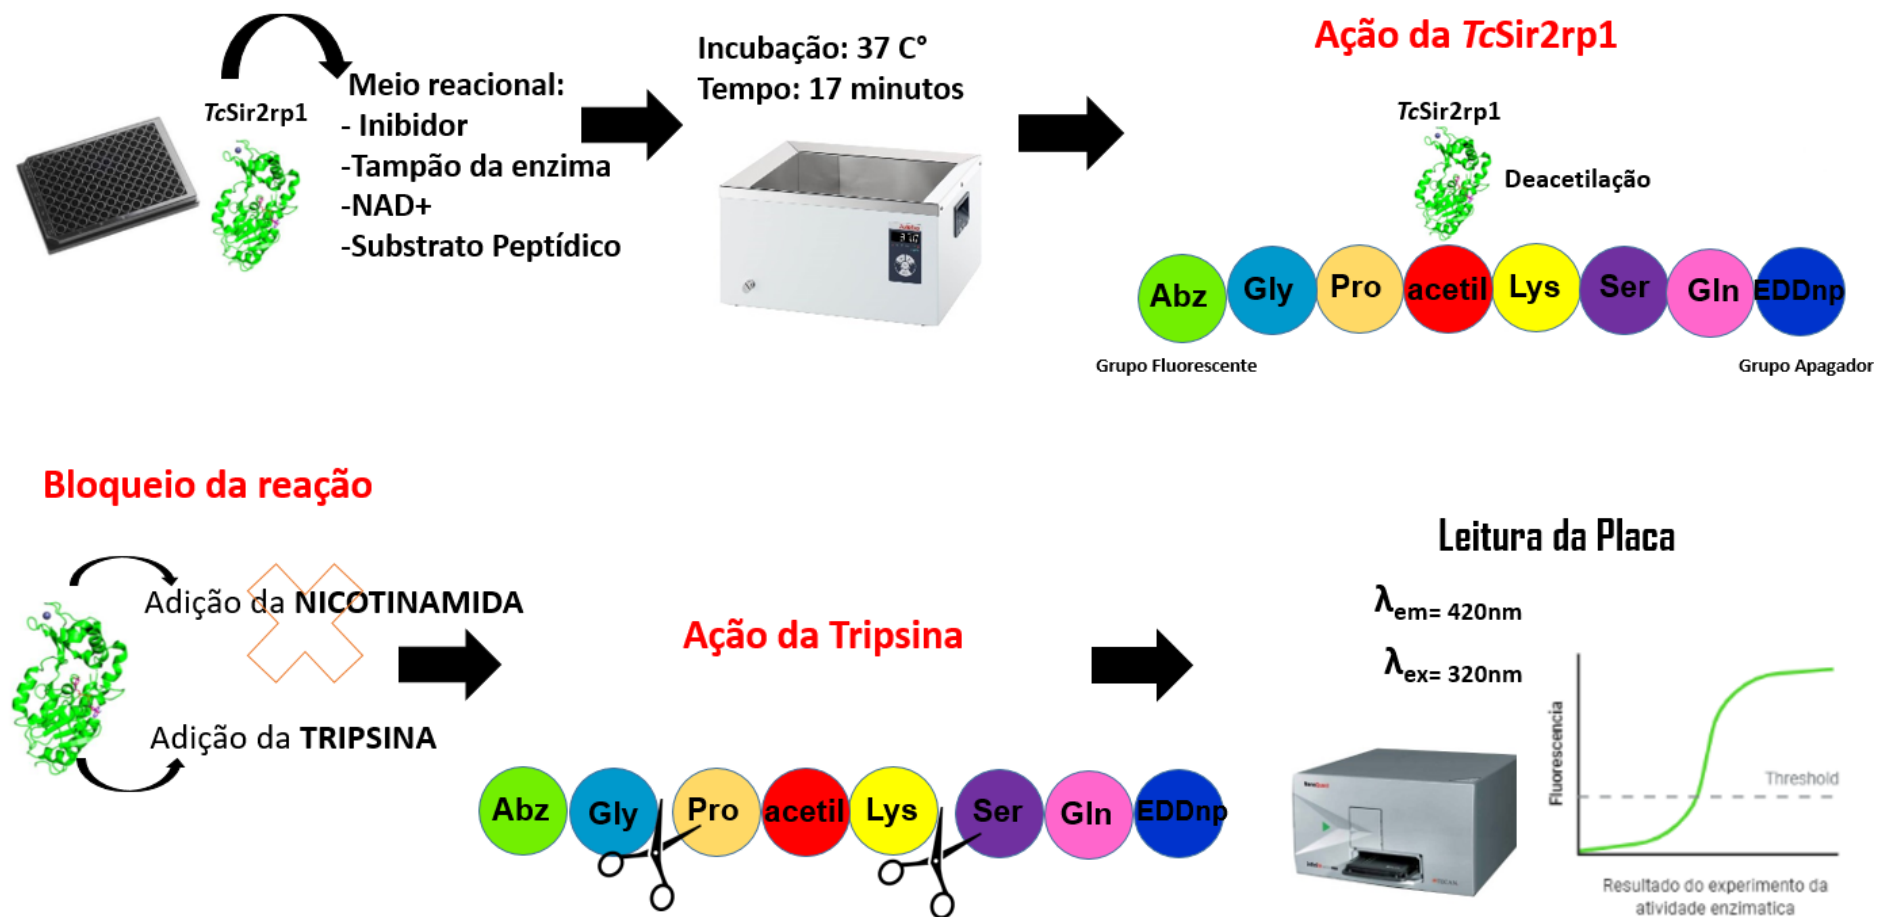 TcSir2rp1
Meio reacional:
- Inibidor
-Tampão da enzima
-NAD+
-Substrato Peptídico
Incubação: 37 C°
Tempo: 17 minutos
Ação da TcSir2rp1
TcSir2rp1
Deacetilação
Abz Gly Pro acetil Lys Ser Gln EDDnp
Grupo Fluorescente
Grupo Apagador
Bloqueio da reação
Adição da NICOTINAMIDA
Adição da TRIPSINA
Ação da Tripsina
Abz Gly Pro acetil Lys Ser Gln EDDnp
Leitura da Placa
λem= 420nm
λex= 320nm
Fluorescencia
Threshold
Resultado do experimento da
atividade enzimatica